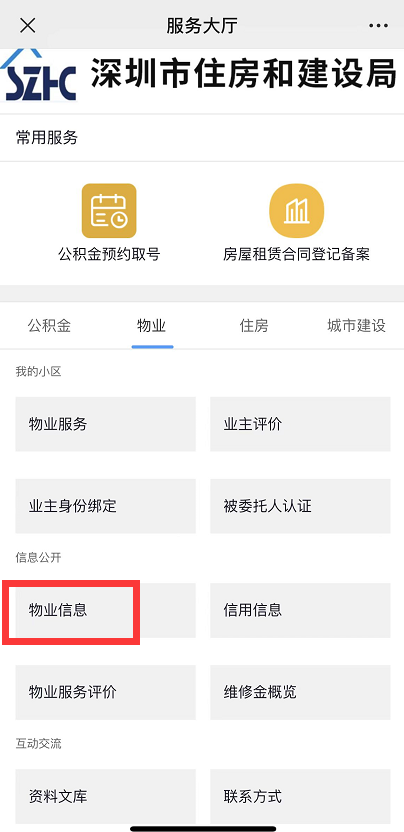 服务大厅
SZHC 深圳市住房和建设局
常用服务
公积金预约取号 房屋租赁合同登记备案
公积金 物业 住房 城市建设
我的小区
物业服务 业主评价
业主身份绑定 被委托人认证
信息公开
物业信息 信用信息
物业服务评价 维修金概览
互动交流
资料文库 联系方式